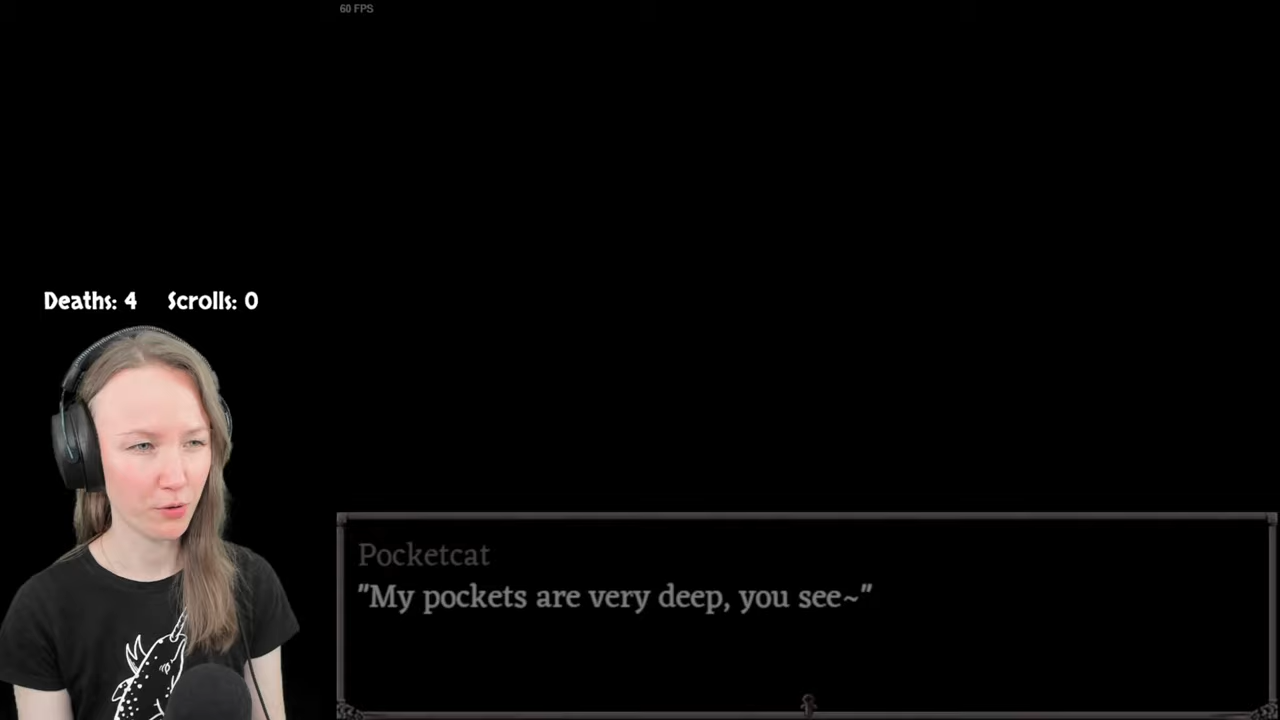 60 FPS
Deaths: 4 Scrolls: 0
Pocketcat
"My pockets are very deep, you see~"